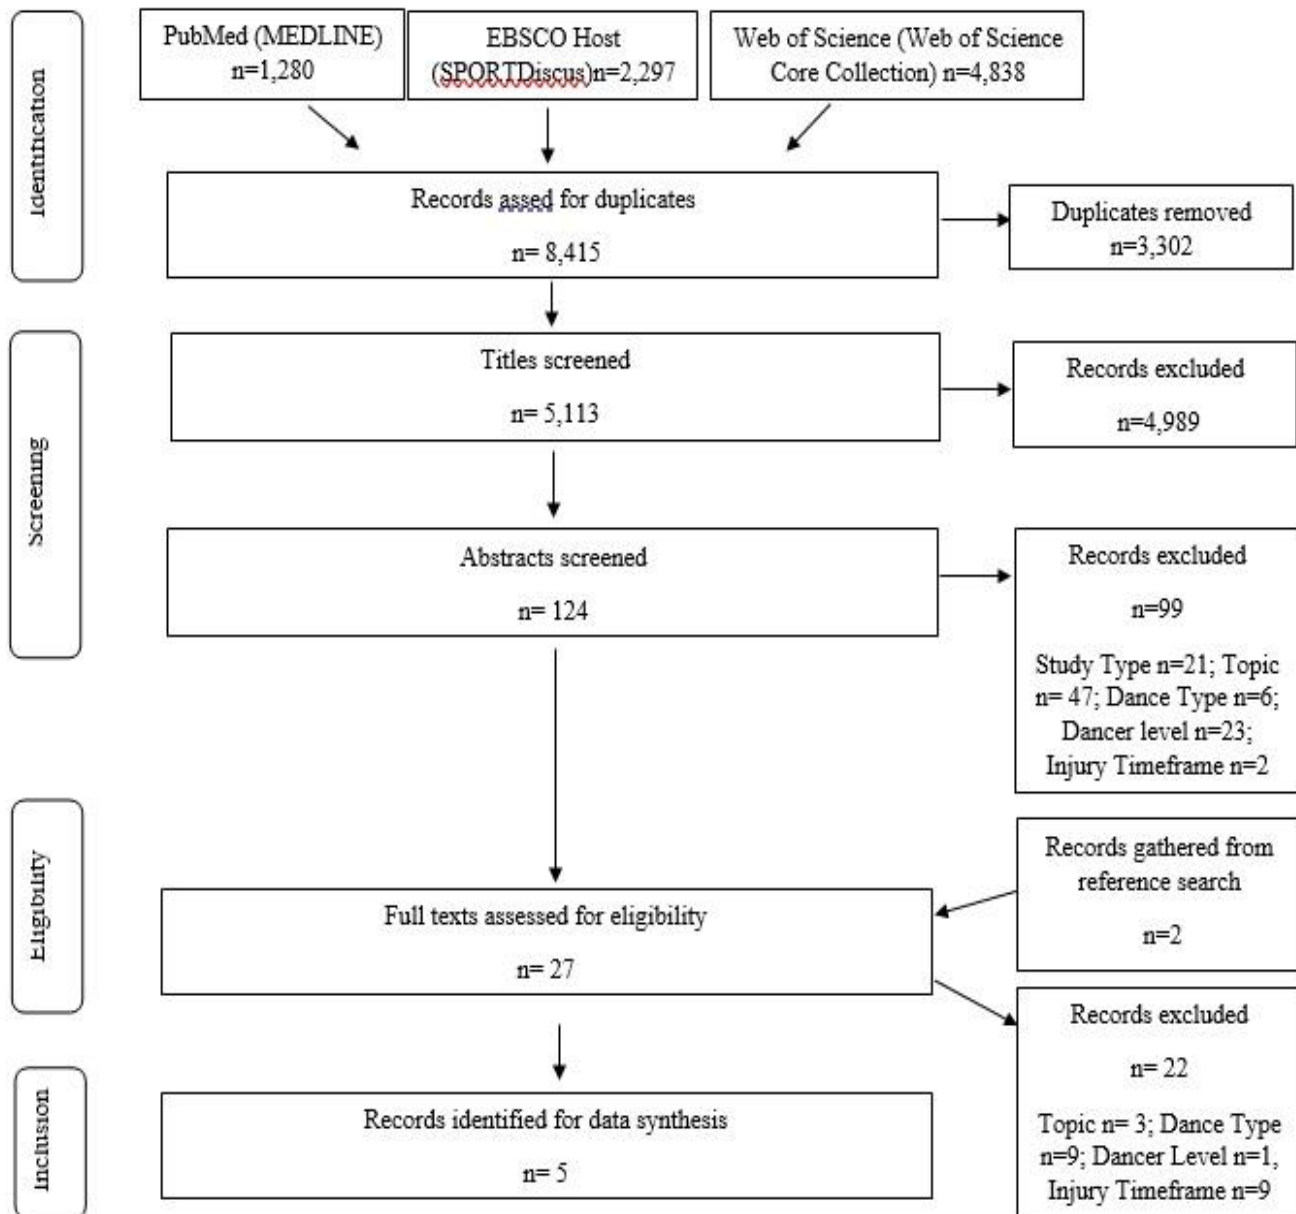 Identification
PubMed (MEDLINE)
n=1,280
EBSCO Host
(SPORTDiscus)n=2,297
Web of Science (Web of Science
Core Collection) n=4,838
Records assed for duplicates
n= 8,415
Duplicates removed
n=3,302
Screening
Titles screened
n= 5,113
Records excluded
n=4,989
Abstracts screened
n= 124
Records excluded
n=99
Study Type n=21; Topic
n= 47; Dance Type n=6;
Dancer level n=23;
Injury Timeframe n=2
Eligibility
Records gathered from
reference search
n=2
Full texts assessed for eligibility
n= 27
Records excluded
n= 22
Topic n= 3; Dance Type
n=9; Dancer Level n=1,
Injury Timeframe n=9
Inclusion
Records identified for data synthesis
n= 5